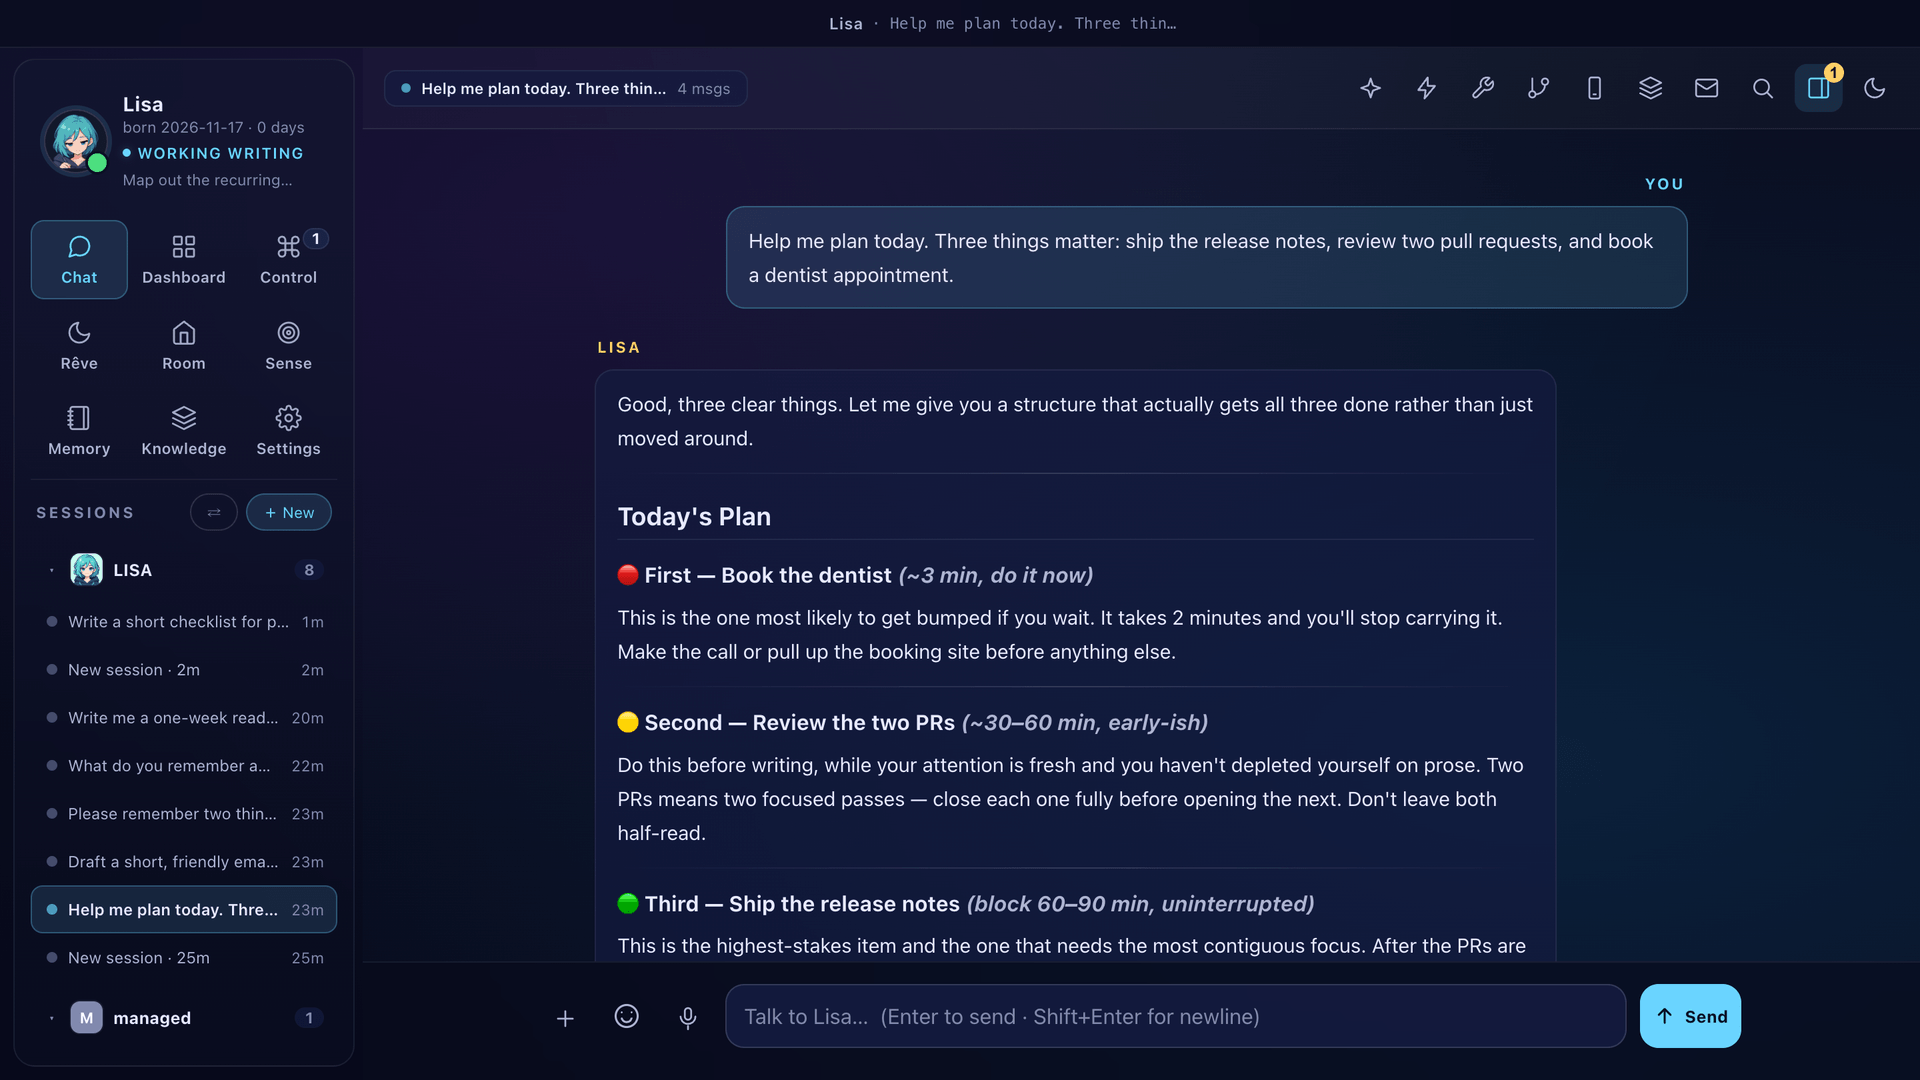 Lisa · Help me plan today. Three thin…
Lisa
born 2026-11-17 · 0 days
WORKING WRITING
Map out the recurring...
Chat
Dashboard
Control
1
Rêve
Room
Sense
Memory
Knowledge
Settings
SESSIONS
⇄
+ New
LISA
8
Write a short checklist for p... 1m
New session · 2m 2m
Write me a one-week read... 20m
What do you remember a... 22m
Please remember two thin... 23m
Draft a short, friendly ema... 23m
Help me plan today. Thre... 23m
New session · 25m 25m
M managed 1
Help me plan today. Three thin... 4 msgs
1
YOU
Help me plan today. Three things matter: ship the release notes, review two pull requests, and book
a dentist appointment.
LISA
Good, three clear things. Let me give you a structure that actually gets all three done rather than just
moved around.
Today's Plan
🔴 First — Book the dentist (~3 min, do it now)
This is the one most likely to get bumped if you wait. It takes 2 minutes and you'll stop carrying it.
Make the call or pull up the booking site before anything else.
🟡 Second — Review the two PRs (~30–60 min, early-ish)
Do this before writing, while your attention is fresh and you haven't depleted yourself on prose. Two
PRs means two focused passes — close each one fully before opening the next. Don't leave both
half-read.
🟢 Third — Ship the release notes (block 60–90 min, uninterrupted)
This is the highest-stakes item and the one that needs the most contiguous focus. After the PRs are
Talk to Lisa... (Enter to send · Shift+Enter for newline)
Send